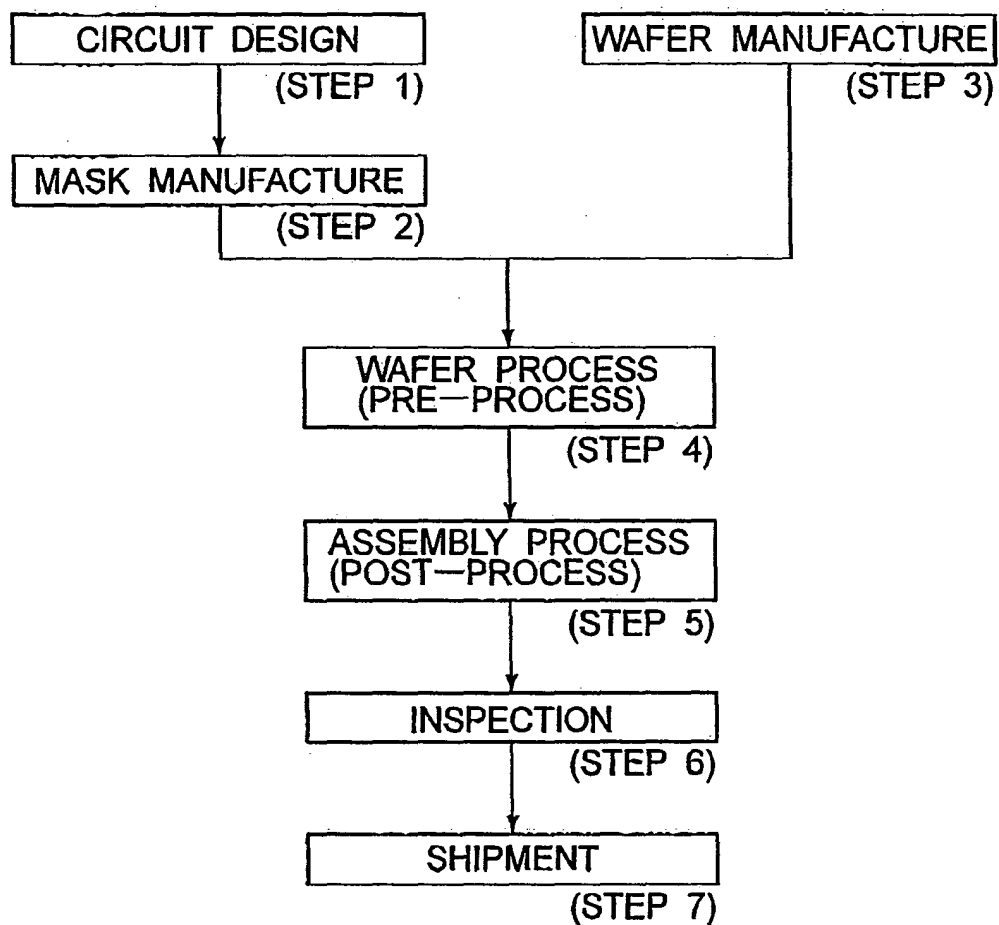 CIRCUIT DESIGN
(STEP 1)
WAFER MANUFACTURE
(STEP 3)
MASK MANUFACTURE
(STEP 2)
WAFER PROCESS
(PRE—PROCESS)
(STEP 4)
ASSEMBLY PROCESS
(POST—PROCESS)
(STEP 5)
INSPECTION
(STEP 6)
SHIPMENT
(STEP 7)